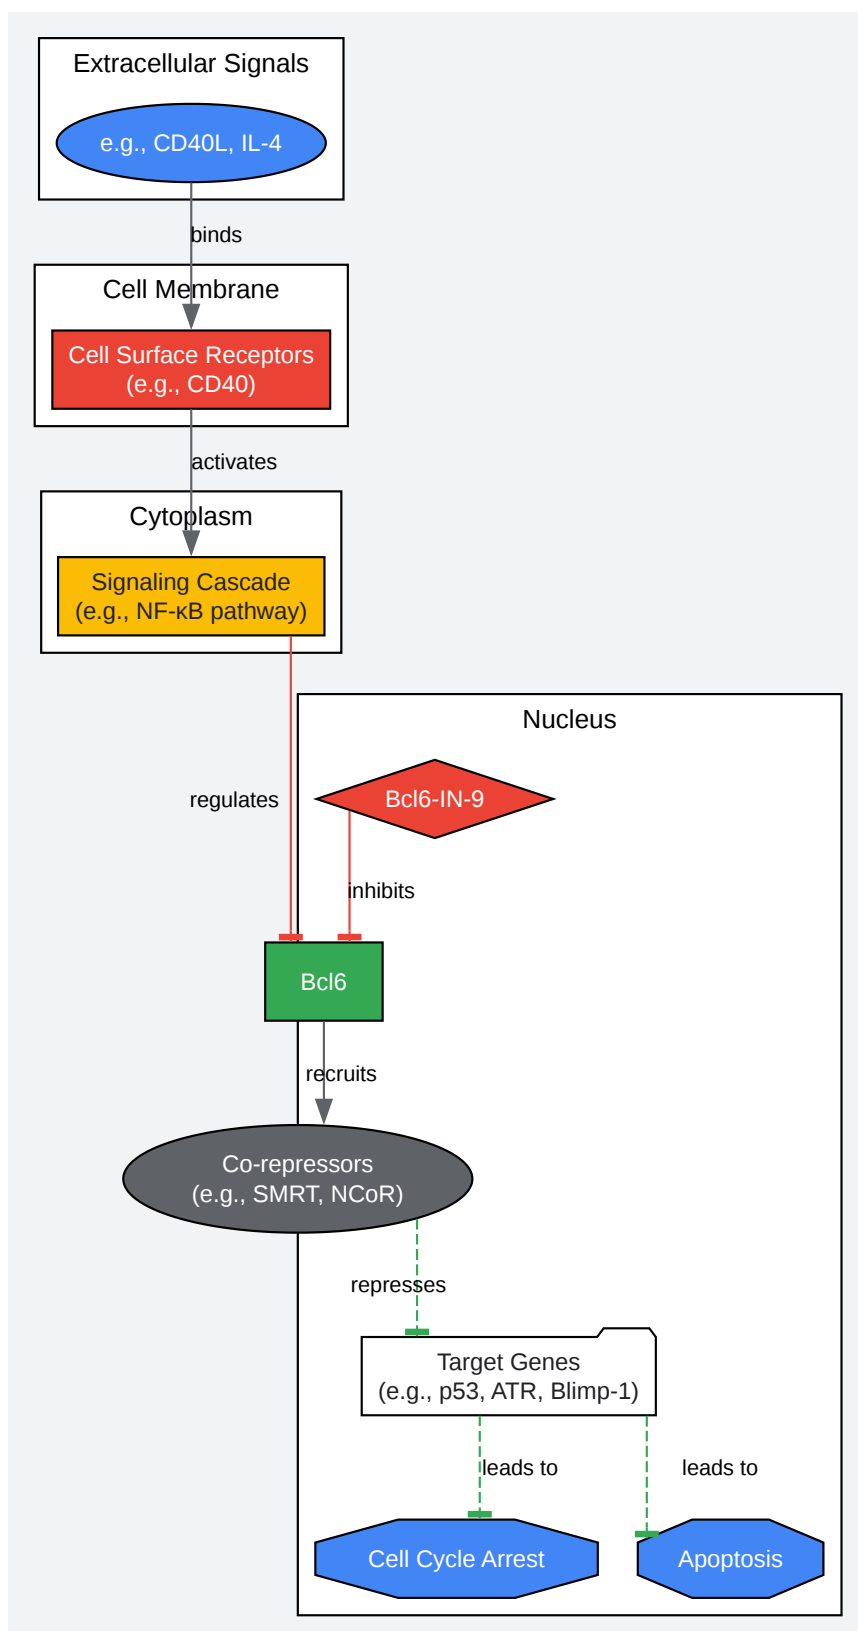 Extracellular Signals
e.g., CD40L, IL-4
binds
Cell Membrane
Cell Surface Receptors
(e.g., CD40)
activates
Cytoplasm
Signaling Cascade
(e.g., NF-κB pathway)
Nucleus
regulates
Bcl6-IN-9
inhibits
Bcl6
recruits
Co-repressors
(e.g., SMRT, NCoR)
represses
Target Genes
(e.g., p53, ATR, Blimp-1)
leads to
leads to
Cell Cycle Arrest
Apoptosis